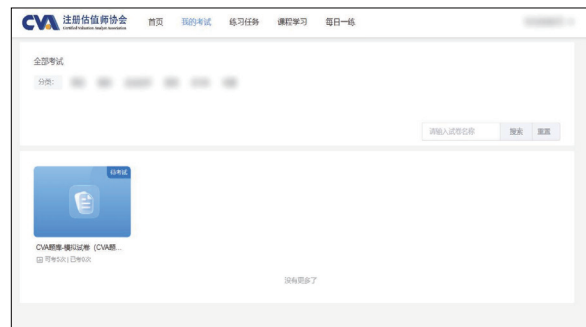 CVA 注册估值师协会
Certified Valuation Analysts Association
首页 我的考试 练习任务 课程学习 每日一练
全部考试
分类:
请输入试卷名称 搜索 重置
待考试
CVA题库-模拟试卷（CVA题...
可考5次 | 已考0次
没有更多了